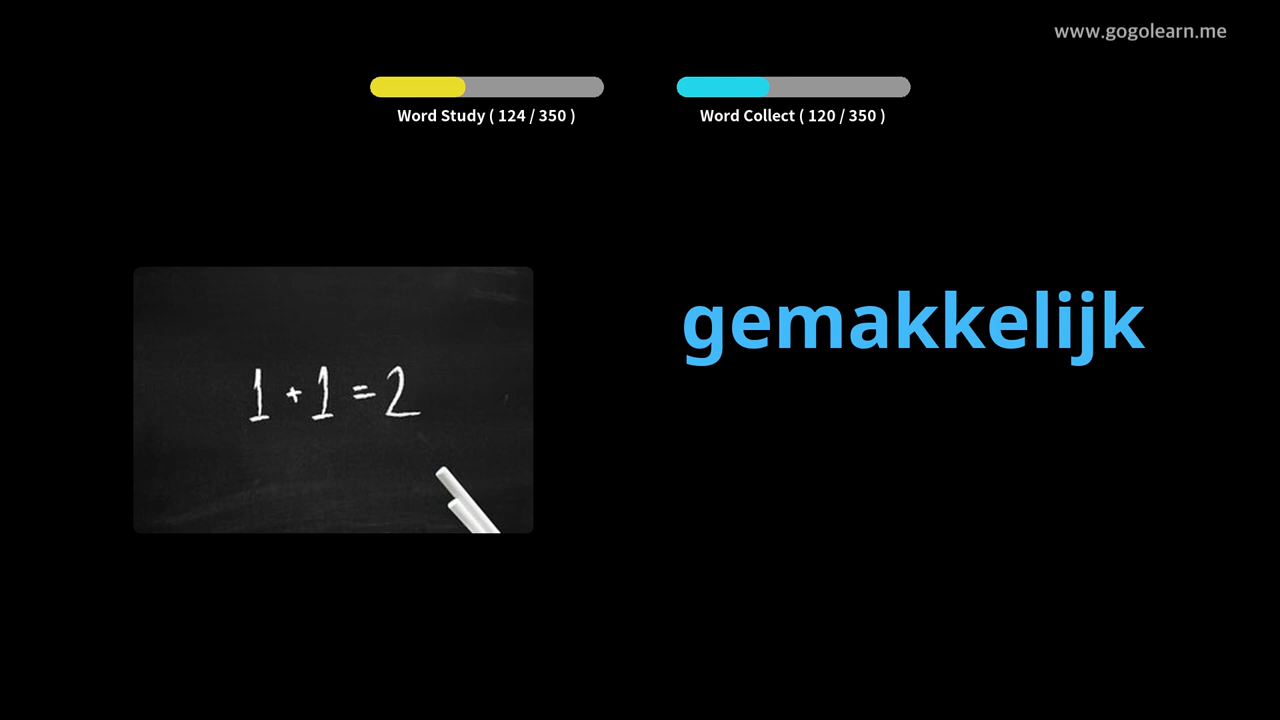 www.gogolearn.me
Word Study ( 124 / 350 )
Word Collect ( 120 / 350 )
gemakkelijk
1 + 1 = 2